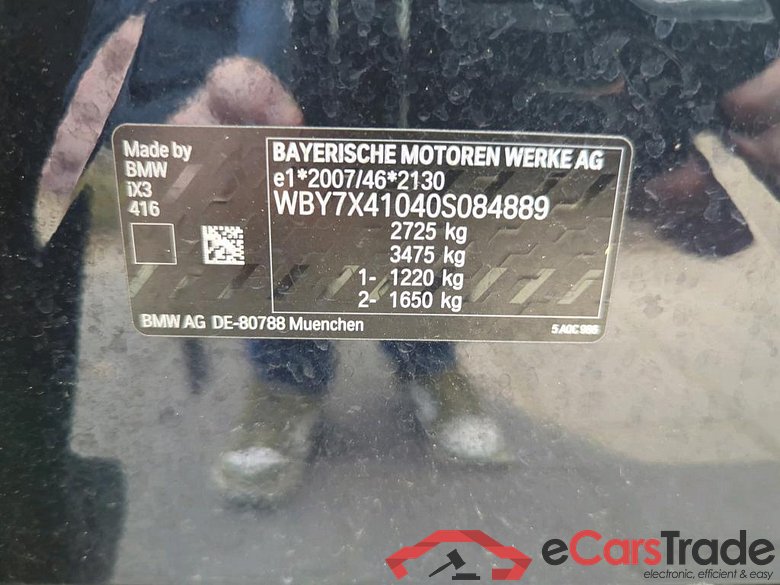 Made by
BMW
iX3
416
BAYERISCHE MOTOREN WERKE AG
e1*2007/46*2130
WBY7X41040S084889
2725 kg
3475 kg
1- 1220 kg
2- 1650 kg
BMW AG DE-80788 Muenchen
5 A0C 986
eCarsTrade
electronic, efficient & easy